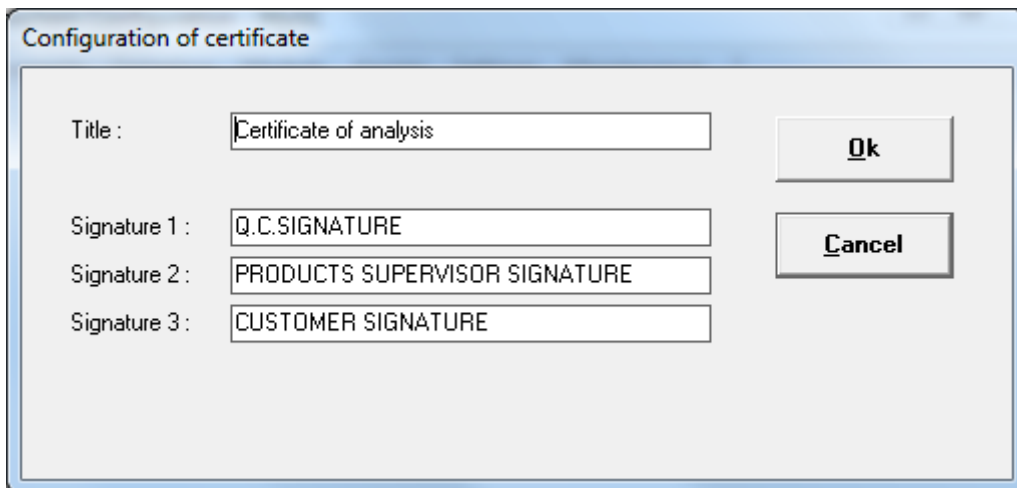 Configuration of certificate
Title : Certificate of analysis
Ok
Signature 1 : Q.C.SIGNATURE
Cancel
Signature 2 : PRODUCTS SUPERVISOR SIGNATURE
Signature 3 : CUSTOMER SIGNATURE